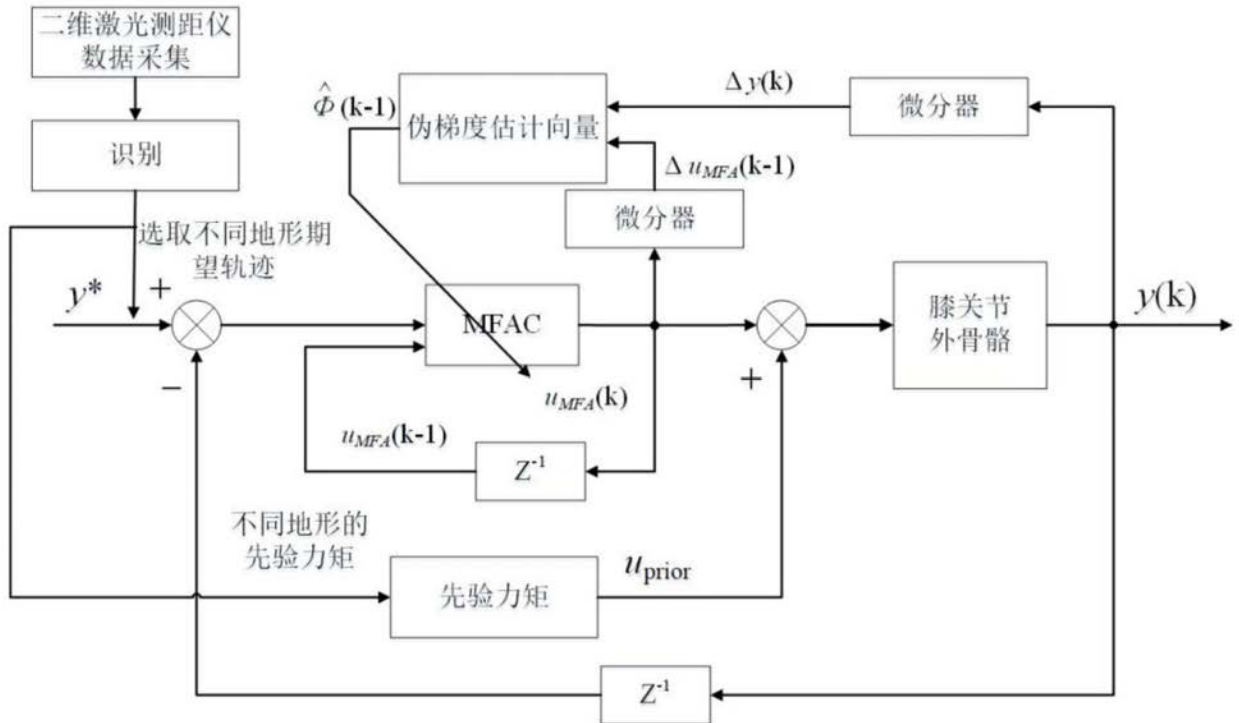 二维激光测距仪
数据采集
识别
选取不同地形期
望轨迹
y*
+
−
Φ̂(k-1)
伪梯度估计向量
Δy(k)
微分器
Δu_MFA(k-1)
微分器
MFAC
u_MFA(k)
u_MFA(k-1)
Z⁻¹
+
膝关节
外骨骼
y(k)
不同地形的
先验力矩
先验力矩
u_prior
Z⁻¹